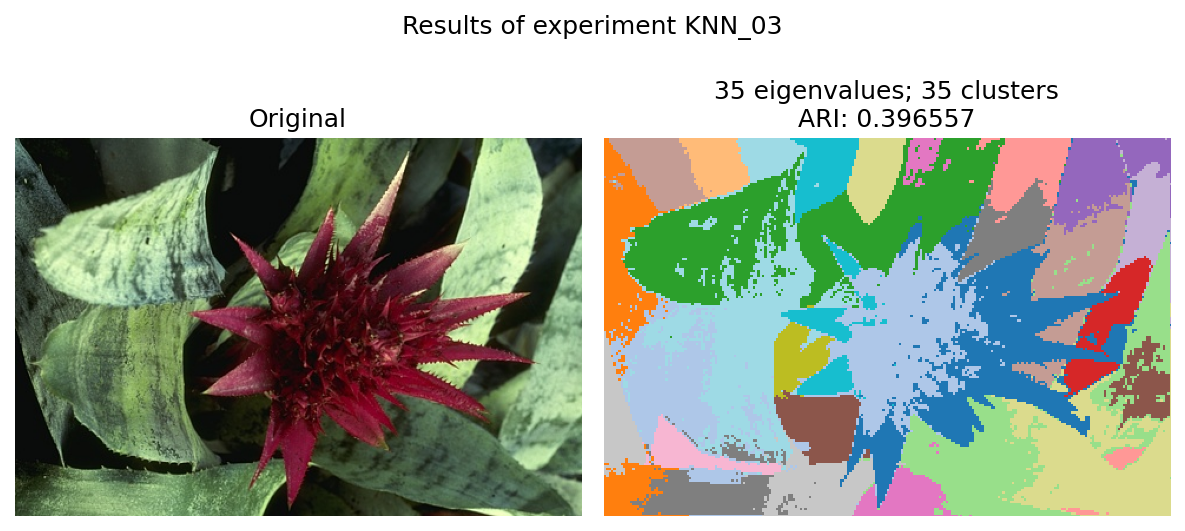 Results of experiment KNN_03
Original
35 eigenvalues; 35 clusters
ARI: 0.396557